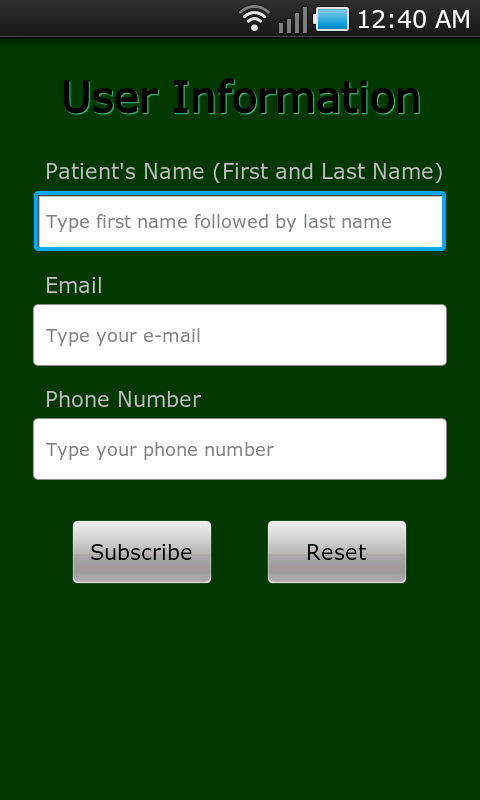 12:40 AM
User Information
Patient's Name (First and Last Name)
Type first name followed by last name
Email
Type your e-mail
Phone Number
Type your phone number
Subscribe Reset